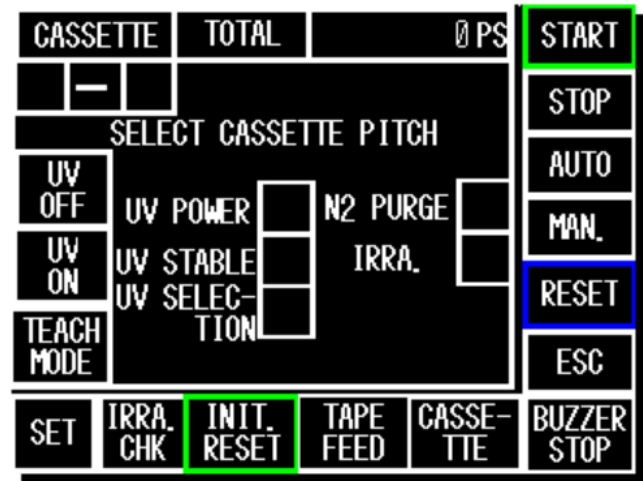 CASSETTE TOTAL 0 PS START
–
STOP
SELECT CASSETTE PITCH
UV
OFF
AUTO
UV POWER N2 PURGE
MAN.
UV
ON
UV STABLE IRRA.
UV SELEC-
TION
RESET
TEACH
MODE
ESC
SET
IRRA.
CHK
INIT.
RESET
TAPE
FEED
CASSE-
TTE
BUZZER
STOP